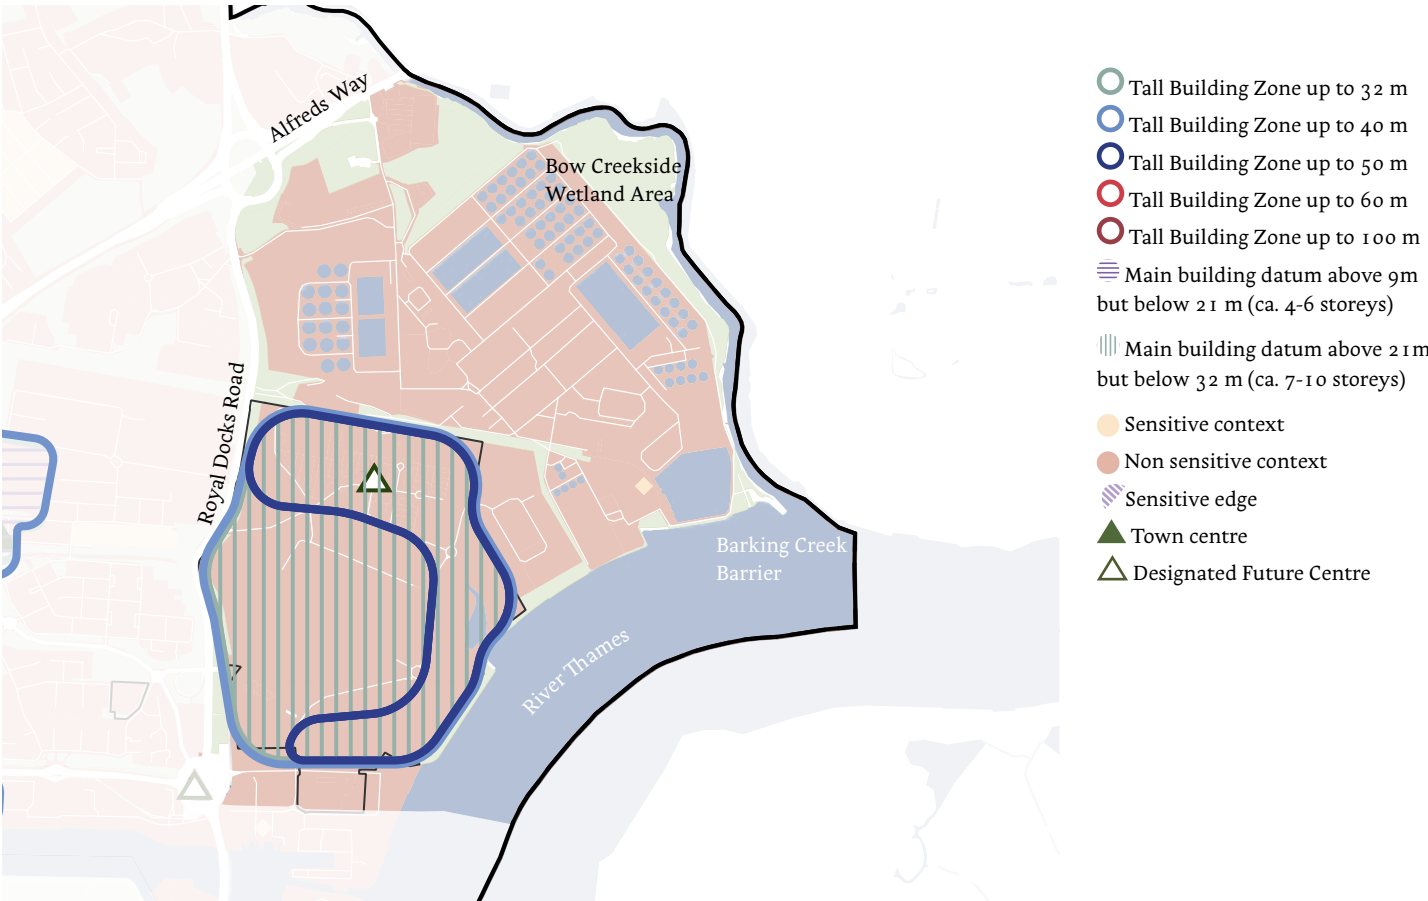 Alfreds Way
Bow Creekside
Wetland Area
Royal Docks Road
Barking Creek
Barrier
River Thames
Tall Building Zone up to 32 m
Tall Building Zone up to 40 m
Tall Building Zone up to 50 m
Tall Building Zone up to 60 m
Tall Building Zone up to 100 m
Main building datum above 9m
but below 21 m (ca. 4-6 storeys)
Main building datum above 21m
but below 32 m (ca. 7-10 storeys)
Sensitive context
Non sensitive context
Sensitive edge
Town centre
Designated Future Centre